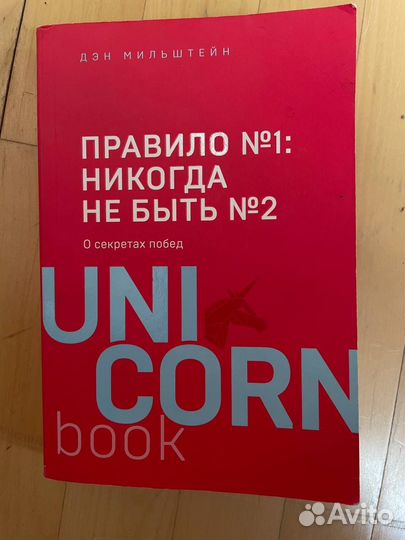 ДЭН МИЛЬШТЕЙН
ПРАВИЛО №1:
НИКОГДА
НЕ БЫТЬ №2
О секретах побед
UNI
CORN
book
Avito